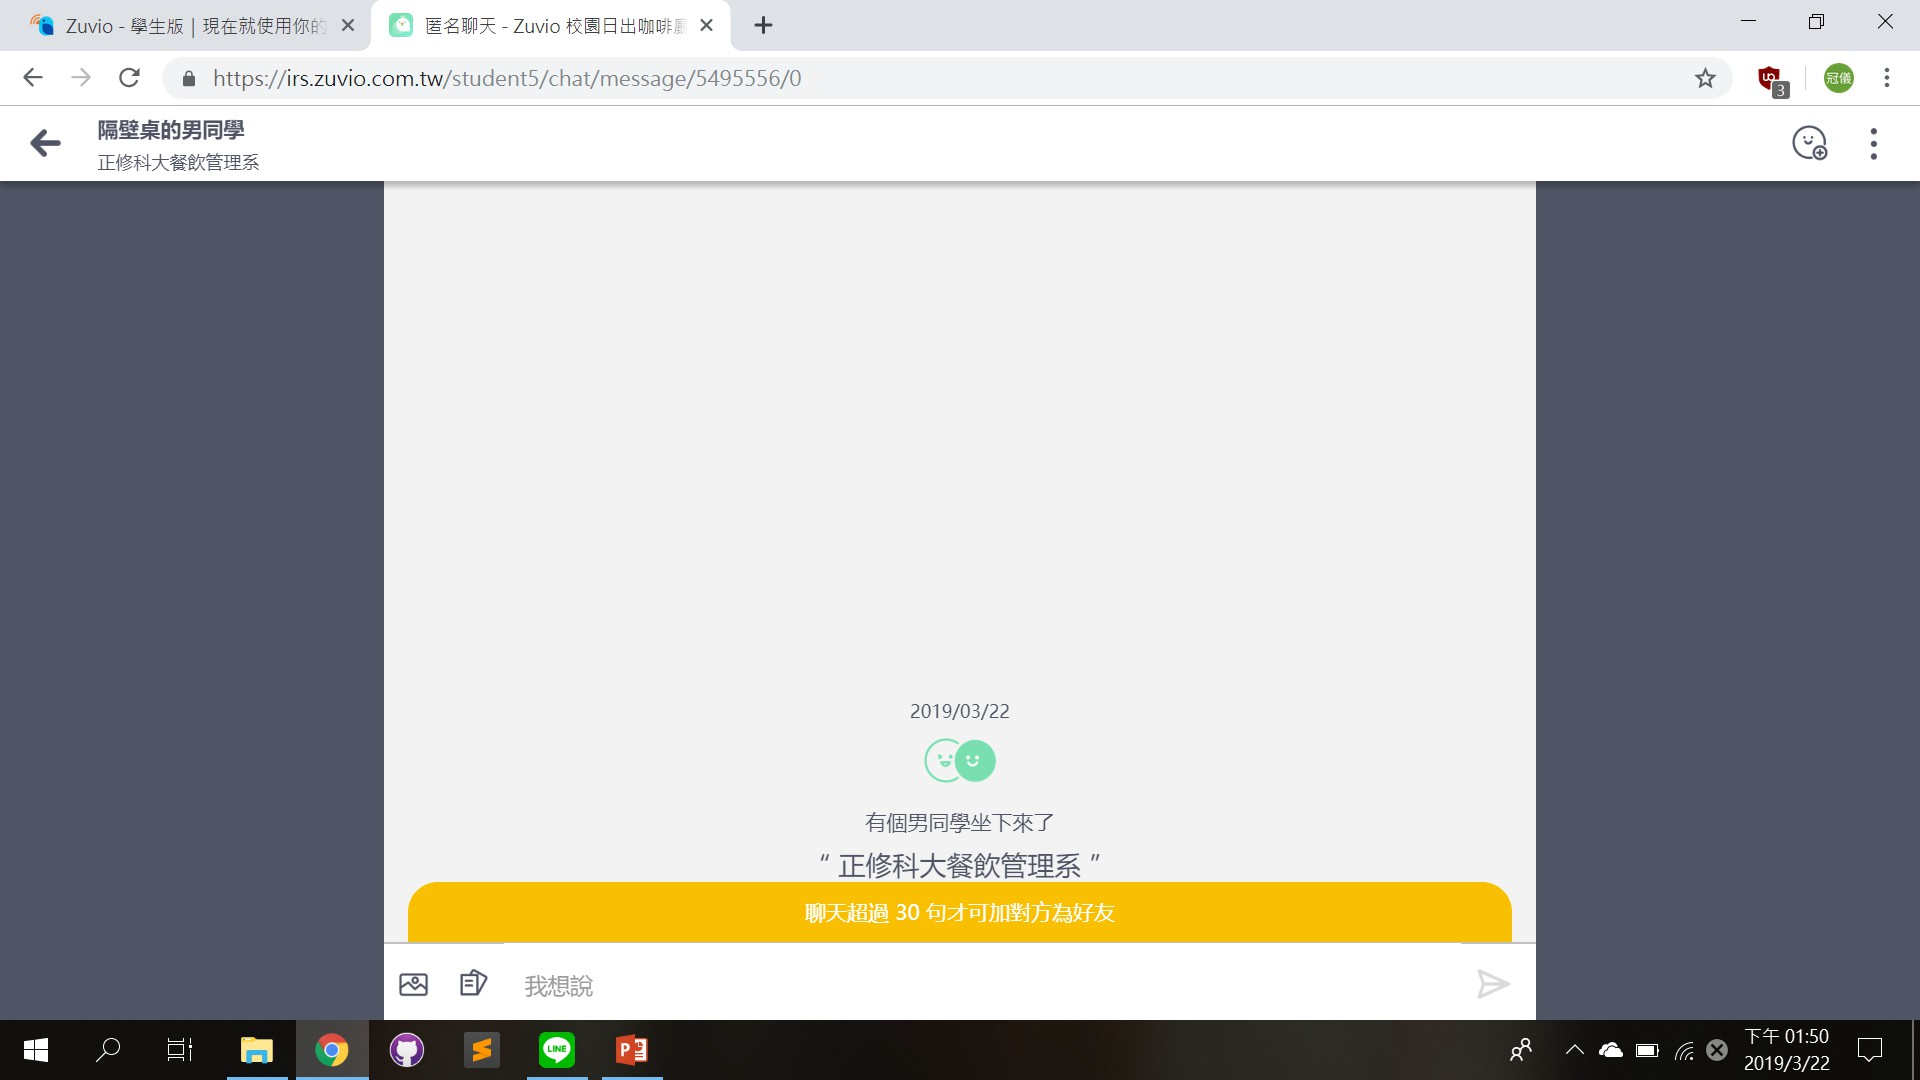 Zuvio - 學生版 | 現在就使用你的
匿名聊天 - Zuvio 校園日出咖啡廳
https://irs.zuvio.com.tw/student5/chat/message/5495556/0
3
冠儀
隔壁桌的男同學
正修科大餐飲管理系
2019/03/22
有個男同學坐下來了
“ 正修科大餐飲管理系 ”
聊天超過 30 句才可加對方為好友
我想說
LINE
下午 01:50
2019/3/22